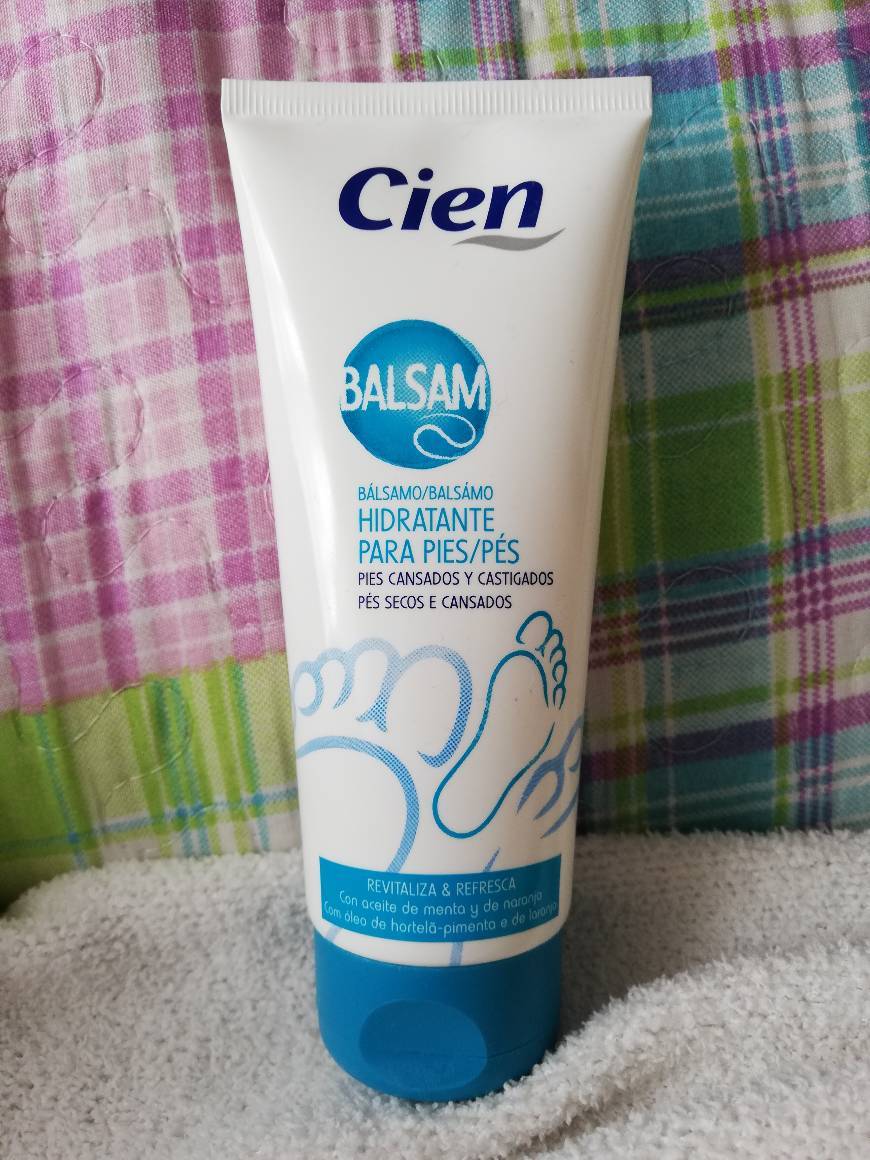 Cien
BALSAM
BÁLSAMO/BALSÁMO
HIDRATANTE
PARA PIES/PÉS
PIES CANSADOS Y CASTIGADOS
PÉS SECOS E CANSADOS
REVITALIZA & REFRESCA
Con aceite de menta y de naranja
Com óleo de hortelã-pimenta e de laranja